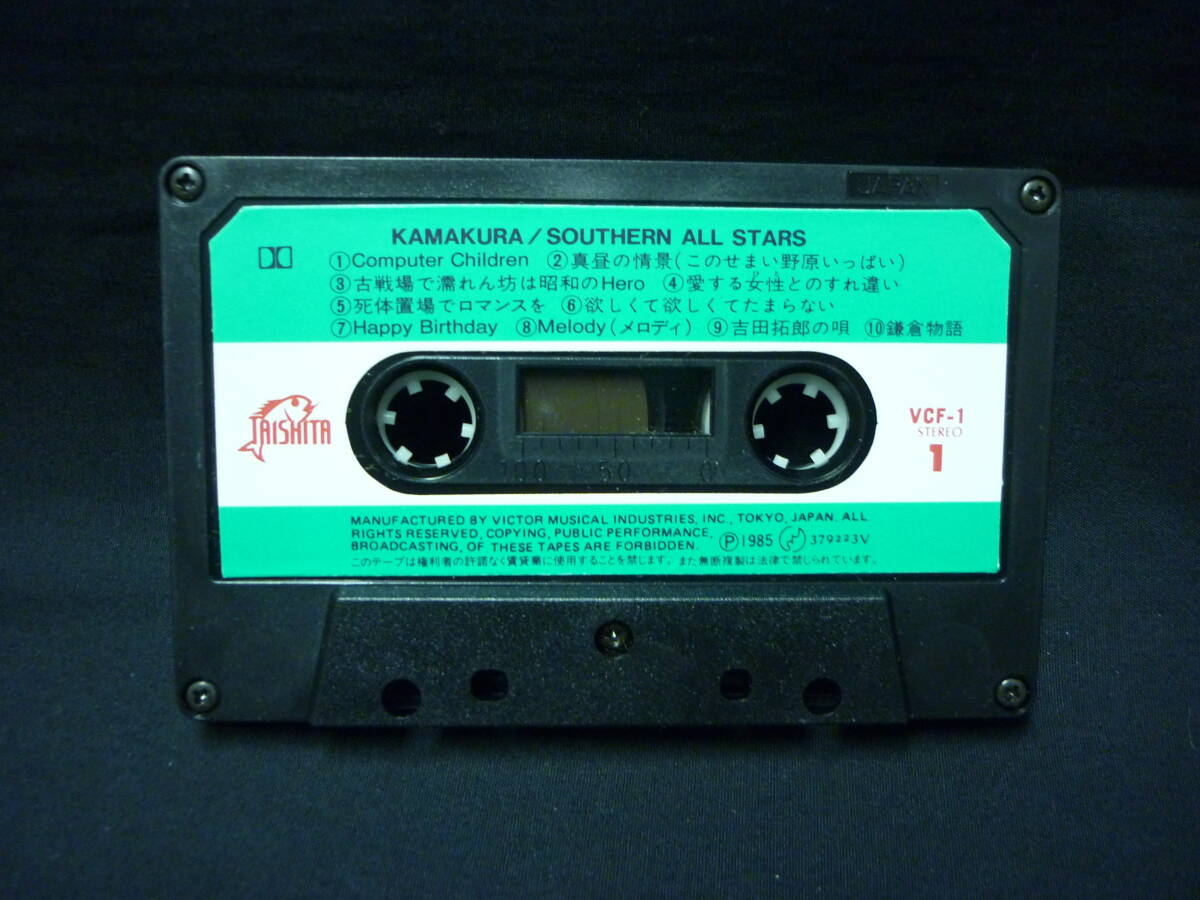 JAPAN
KAMAKURA/SOUTHERN ALL STARS
①Computer Children ②真昼の情景(このせまい野原いっぱい)
③古戦場で濡れん坊は昭和のHero ④愛する女性とのすれ違い
⑤死体置場でロマンスを ⑥欲しくて欲しくてたまらない
⑦Happy Birthday ⑧Melody(メロディ) ⑨吉田拓郎の唄 ⑩鎌倉物語
TAISHITA
VCF-1
STEREO
1
100 50 0
MANUFACTURED BY VICTOR MUSICAL INDUSTRIES, INC., TOKYO, JAPAN. ALL
RIGHTS RESERVED, COPYING, PUBLIC PERFORMANCE,
BROADCASTING, OF THESE TAPES ARE FORBIDDEN. Ⓟ1985 379223V
このテープは権利者の許諾なく賃貸業に使用することを禁じます。また無断複製は法律で禁じられています。